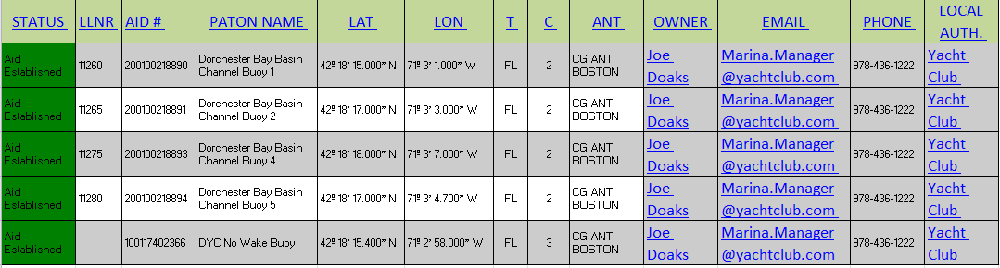 STATUS LLNR AID # PATON NAME LAT LON T C ANT OWNER EMAIL PHONE LOCAL AUTH.
Aid Established 11260 200100218890 Dorchester Bay Basin Channel Buoy 1 42º 18' 15.000" N 71º 3' 1.000" W FL 2 CG ANT BOSTON Joe Doaks Marina.Manager @yachtclub.com 978-436-1222 Yacht Club
Aid Established 11265 200100218891 Dorchester Bay Basin Channel Buoy 2 42º 18' 17.000" N 71º 3' 3.000" W FL 2 CG ANT BOSTON Joe Doaks Marina.Manager @yachtclub.com 978-436-1222 Yacht Club
Aid Established 11275 200100218893 Dorchester Bay Basin Channel Buoy 4 42º 18' 18.000" N 71º 3' 7.000" W FL 2 CG ANT BOSTON Joe Doaks Marina.Manager @yachtclub.com 978-436-1222 Yacht Club
Aid Established 11280 200100218894 Dorchester Bay Basin Channel Buoy 5 42º 18' 17.000" N 71º 3' 4.700" W FL 2 CG ANT BOSTON Joe Doaks Marina.Manager @yachtclub.com 978-436-1222 Yacht Club
Aid Established 100117402366 DYC No Wake Buoy 42º 18' 15.400" N 71º 2' 58.000" W FL 3 CG ANT BOSTON Joe Doaks Marina.Manager @yachtclub.com 978-436-1222 Yacht Club